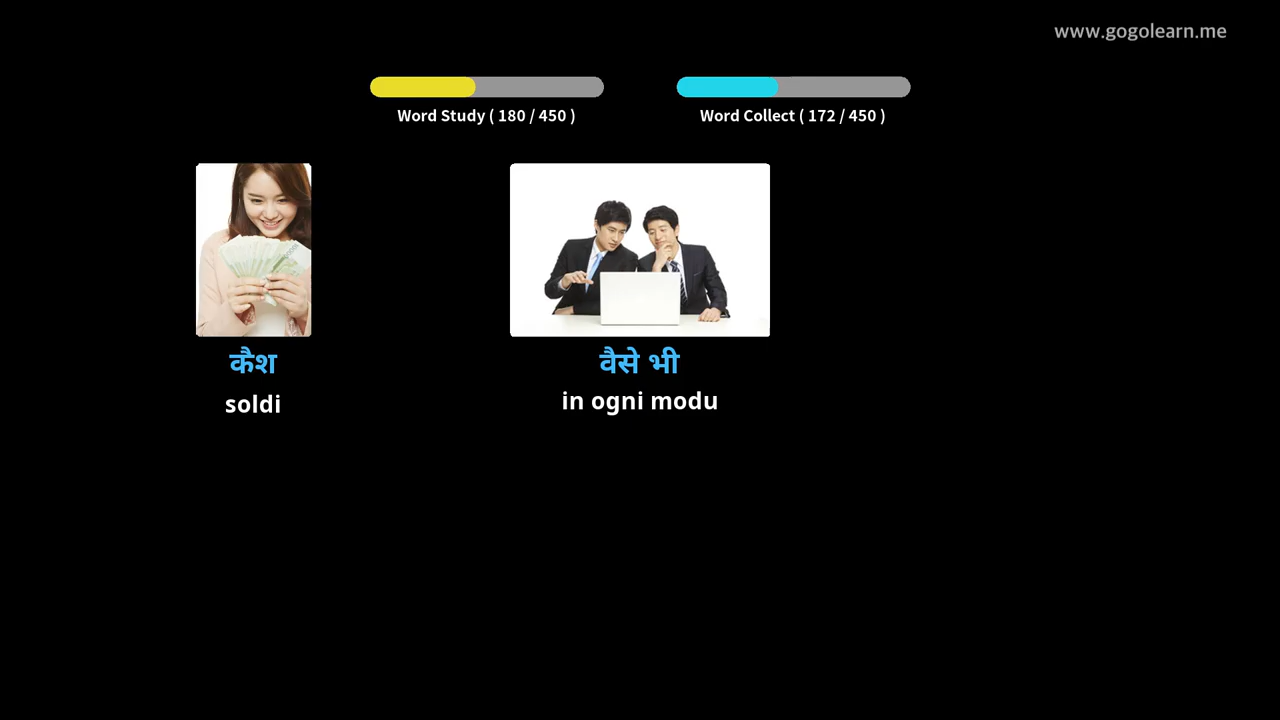 www.gogolearn.me
Word Study ( 180 / 450 )
Word Collect ( 172 / 450 )
कैश
soldi
वैसे भी
in ogni modu